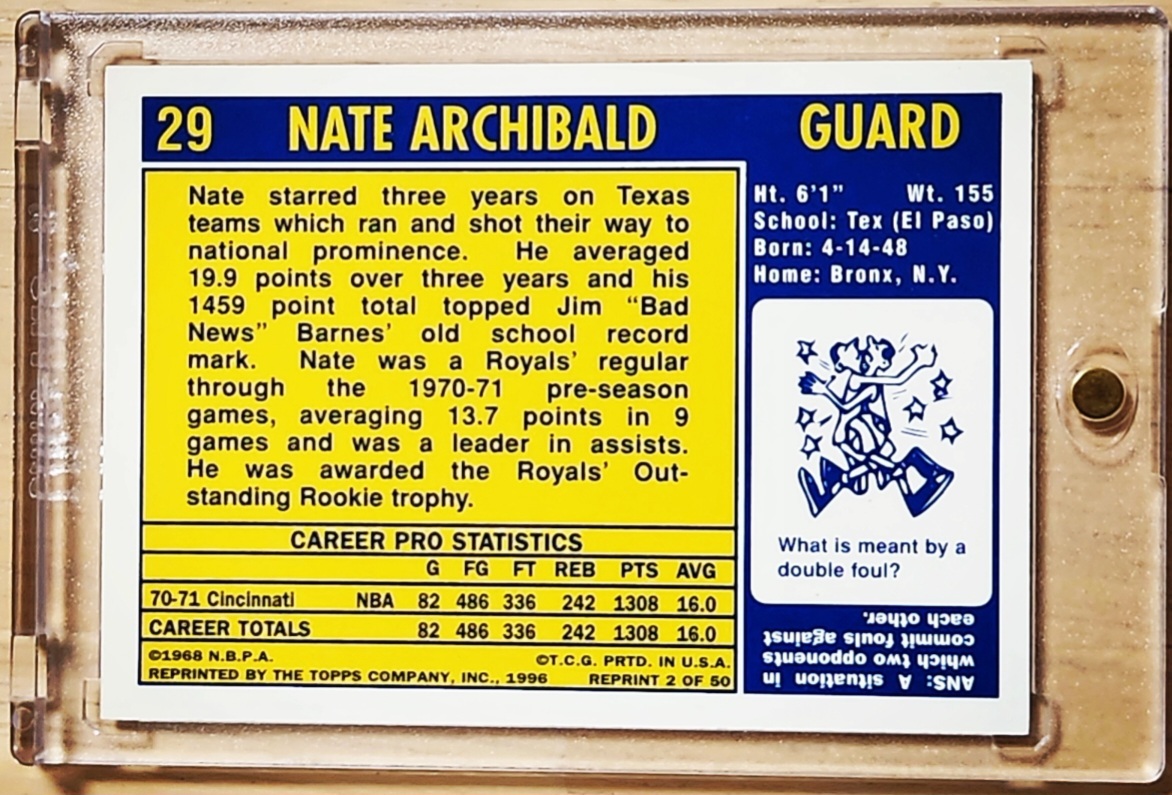 29 NATE ARCHIBALD GUARD
Nate starred three years on Texas
teams which ran and shot their way to
national prominence. He averaged
19.9 points over three years and his
1459 point total topped Jim “Bad
News” Barnes’ old school record
mark. Nate was a Royals’ regular
through the 1970-71 pre-season
games, averaging 13.7 points in 9
games and was a leader in assists.
He was awarded the Royals’ Out-
standing Rookie trophy.
CAREER PRO STATISTICS
G FG FT REB PTS AVG
70-71 Cincinnati NBA 82 486 336 242 1308 16.0
CAREER TOTALS 82 486 336 242 1308 16.0
©1968 N.B.P.A. ©T.C.G. PRTD. IN U.S.A.
REPRINTED BY THE TOPPS COMPANY, INC., 1996 REPRINT 2 OF 50
Ht. 6'1" Wt. 155
School: Tex (El Paso)
Born: 4-14-48
Home: Bronx, N.Y.
What is meant by a
double foul?
ANS: A situation in
which two opponents
commit fouls against
each other.